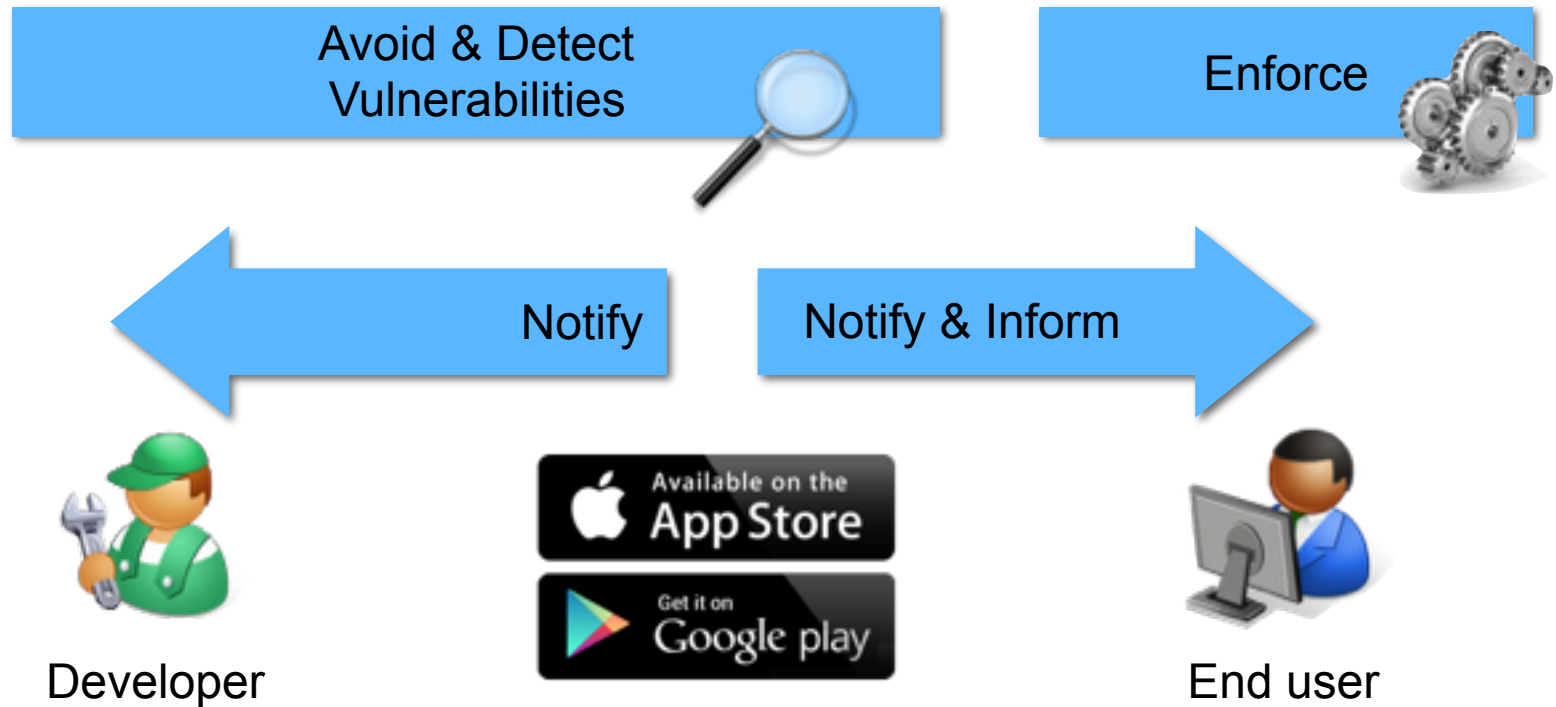 Avoid & Detect
Vulnerabilities
Enforce
Notify
Notify & Inform
Available on the
App Store
Get it on
Google play
Developer
End user